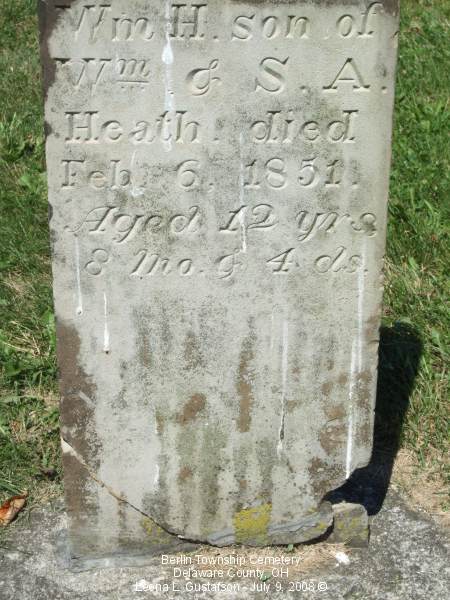 Wm H. son of
Wm & S. A.
Heath. died
Feb. 6. 1851.
Aged 12 yrs
8 mo. & 4 ds.
Berlin Township Cemetery
Delaware County, OH
Leona L. Gustafson - July 9, 2008 ©